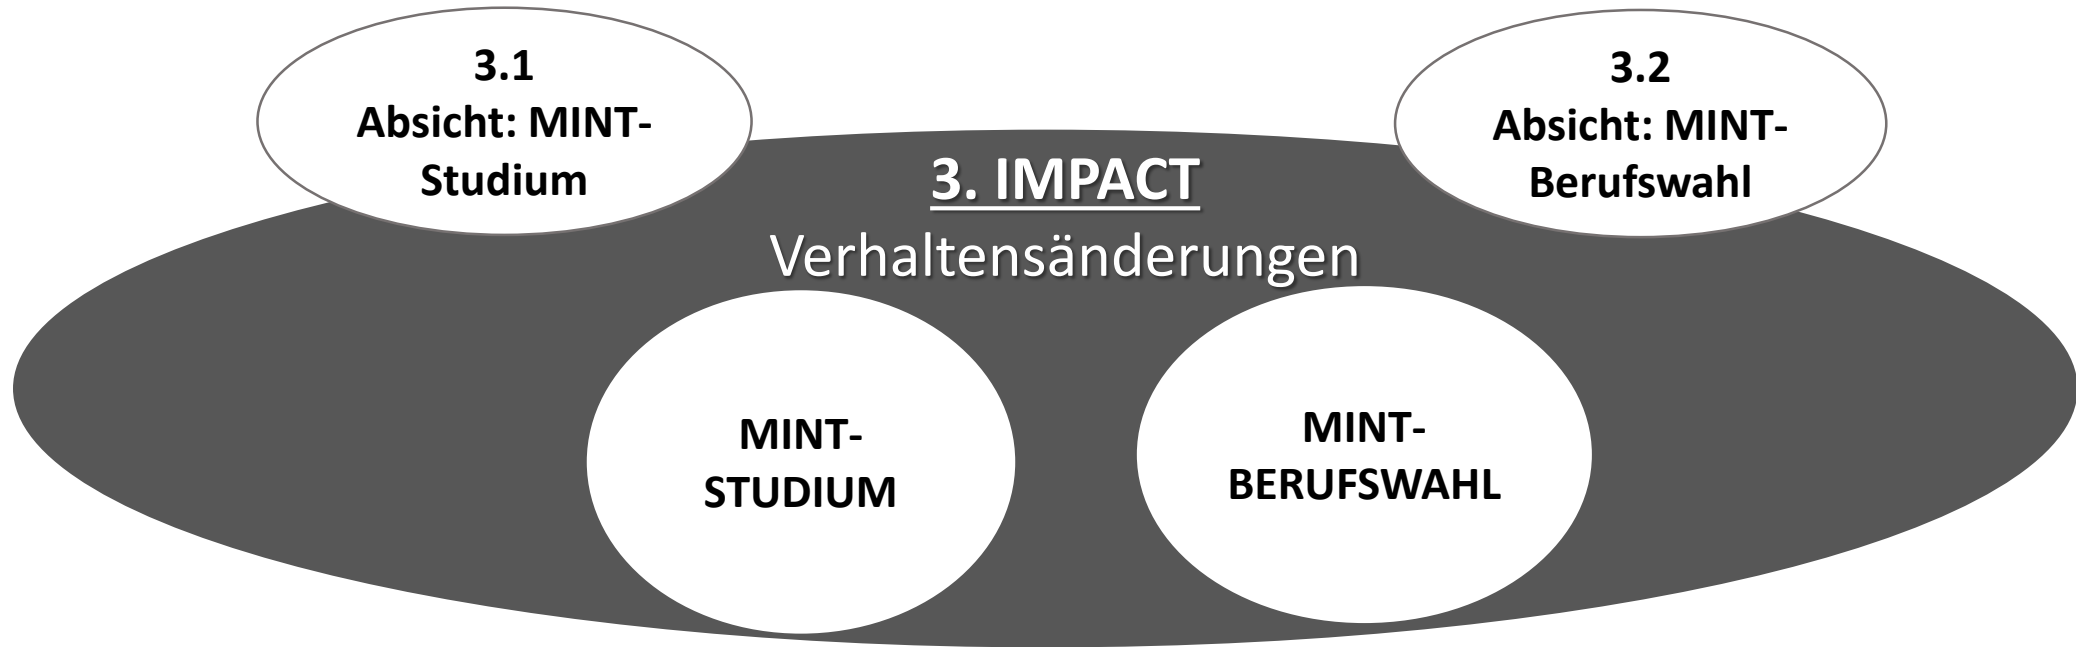 3.1
Absicht: MINT-
Studium
3.2
Absicht: MINT-
Berufswahl
3. IMPACT
Verhaltensänderungen
MINT-
STUDIUM
MINT-
BERUFSWAHL